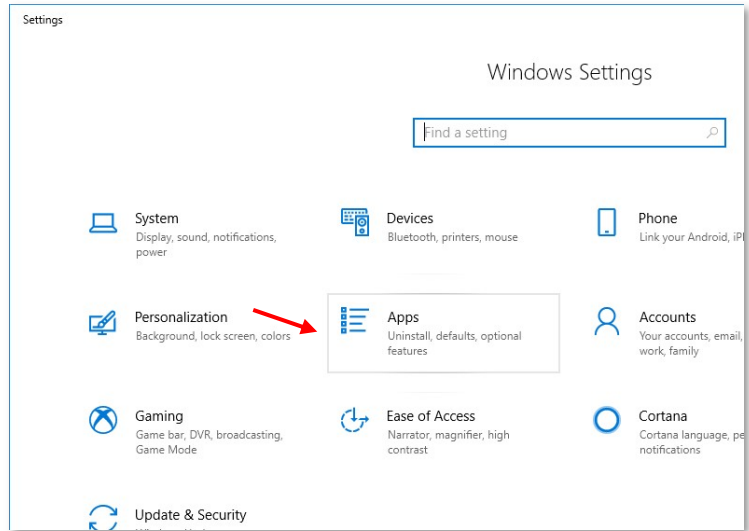 Settings
Windows Settings
Find a setting
System
Display, sound, notifications,
power
Devices
Bluetooth, printers, mouse
Phone
Link your Android,
Personalization
Background, lock screen, colors
Apps
Uninstall, defaults, optional
features
Accounts
Your accounts, email,
work, family
Gaming
Game bar, DVR, broadcasting,
Game Mode
Ease of Access
Narrator, magnifier, high
contrast
Cortana
Cortana language,
notifications
Update & Security